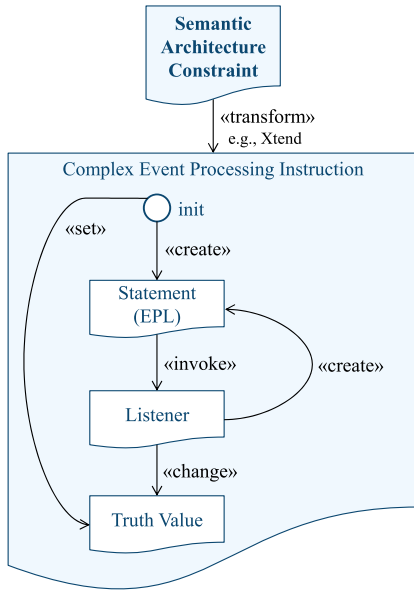 Semantic
Architecture
Constraint
«transform»
e.g., Xtend
Complex Event Processing Instruction
init
«set»
«create»
Statement
(EPL)
«invoke»
«create»
Listener
«change»
Truth Value